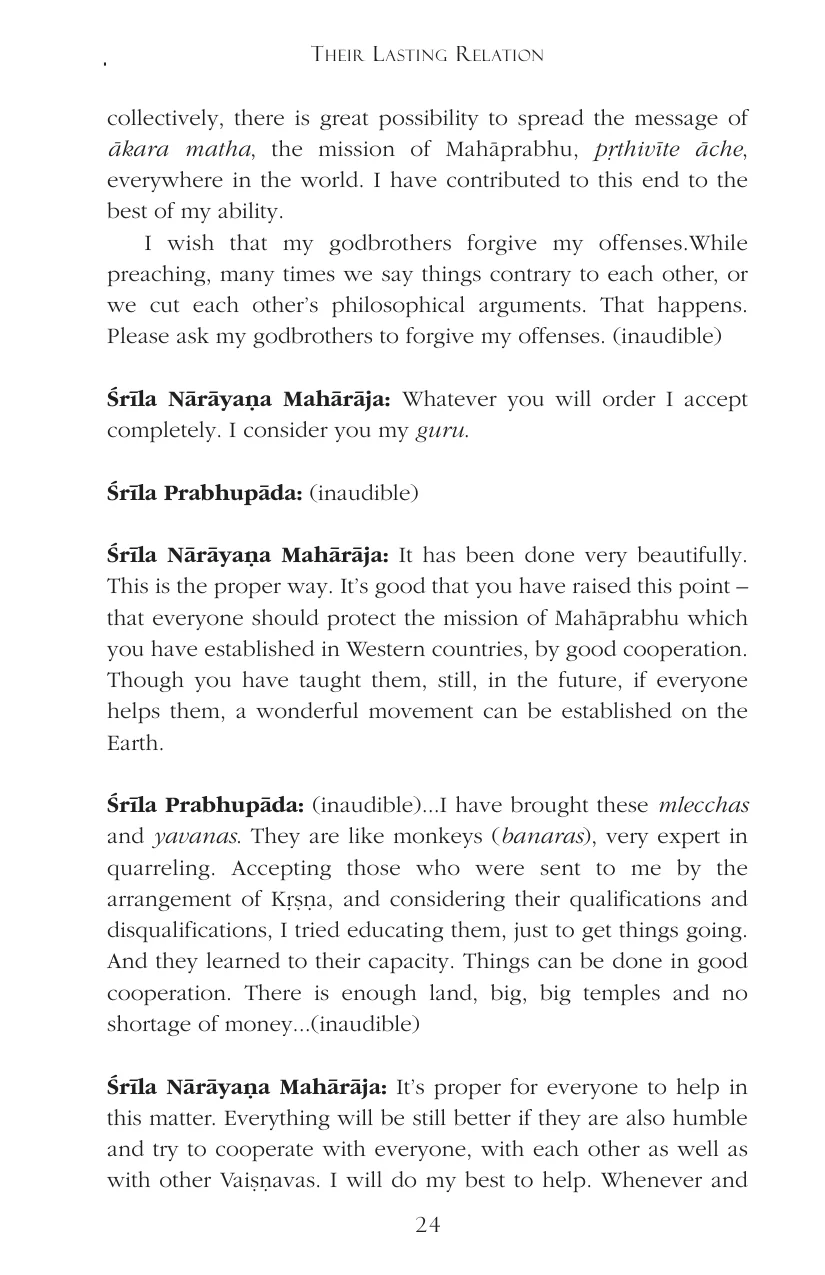 THEIR LASTING RELATION
collectively, there is great possibility to spread the message of
ākara matha, the mission of Mahāprabhu, pṛthivīte āche,
everywhere in the world. I have contributed to this end to the
best of my ability.
I wish that my godbrothers forgive my offenses.While
preaching, many times we say things contrary to each other, or
we cut each other’s philosophical arguments. That happens.
Please ask my godbrothers to forgive my offenses. (inaudible)
Śrīla Nārāyaṇa Mahārāja: Whatever you will order I accept
completely. I consider you my guru.
Śrīla Prabhupāda: (inaudible)
Śrīla Nārāyaṇa Mahārāja: It has been done very beautifully.
This is the proper way. It’s good that you have raised this point –
that everyone should protect the mission of Mahāprabhu which
you have established in Western countries, by good cooperation.
Though you have taught them, still, in the future, if everyone
helps them, a wonderful movement can be established on the
Earth.
Śrīla Prabhupāda: (inaudible)...I have brought these mlecchas
and yavanas. They are like monkeys (banaras), very expert in
quarreling. Accepting those who were sent to me by the
arrangement of Kṛṣṇa, and considering their qualifications and
disqualifications, I tried educating them, just to get things going.
And they learned to their capacity. Things can be done in good
cooperation. There is enough land, big, big temples and no
shortage of money...(inaudible)
Śrīla Nārāyaṇa Mahārāja: It’s proper for everyone to help in
this matter. Everything will be still better if they are also humble
and try to cooperate with everyone, with each other as well as
with other Vaiṣṇavas. I will do my best to help. Whenever and
24